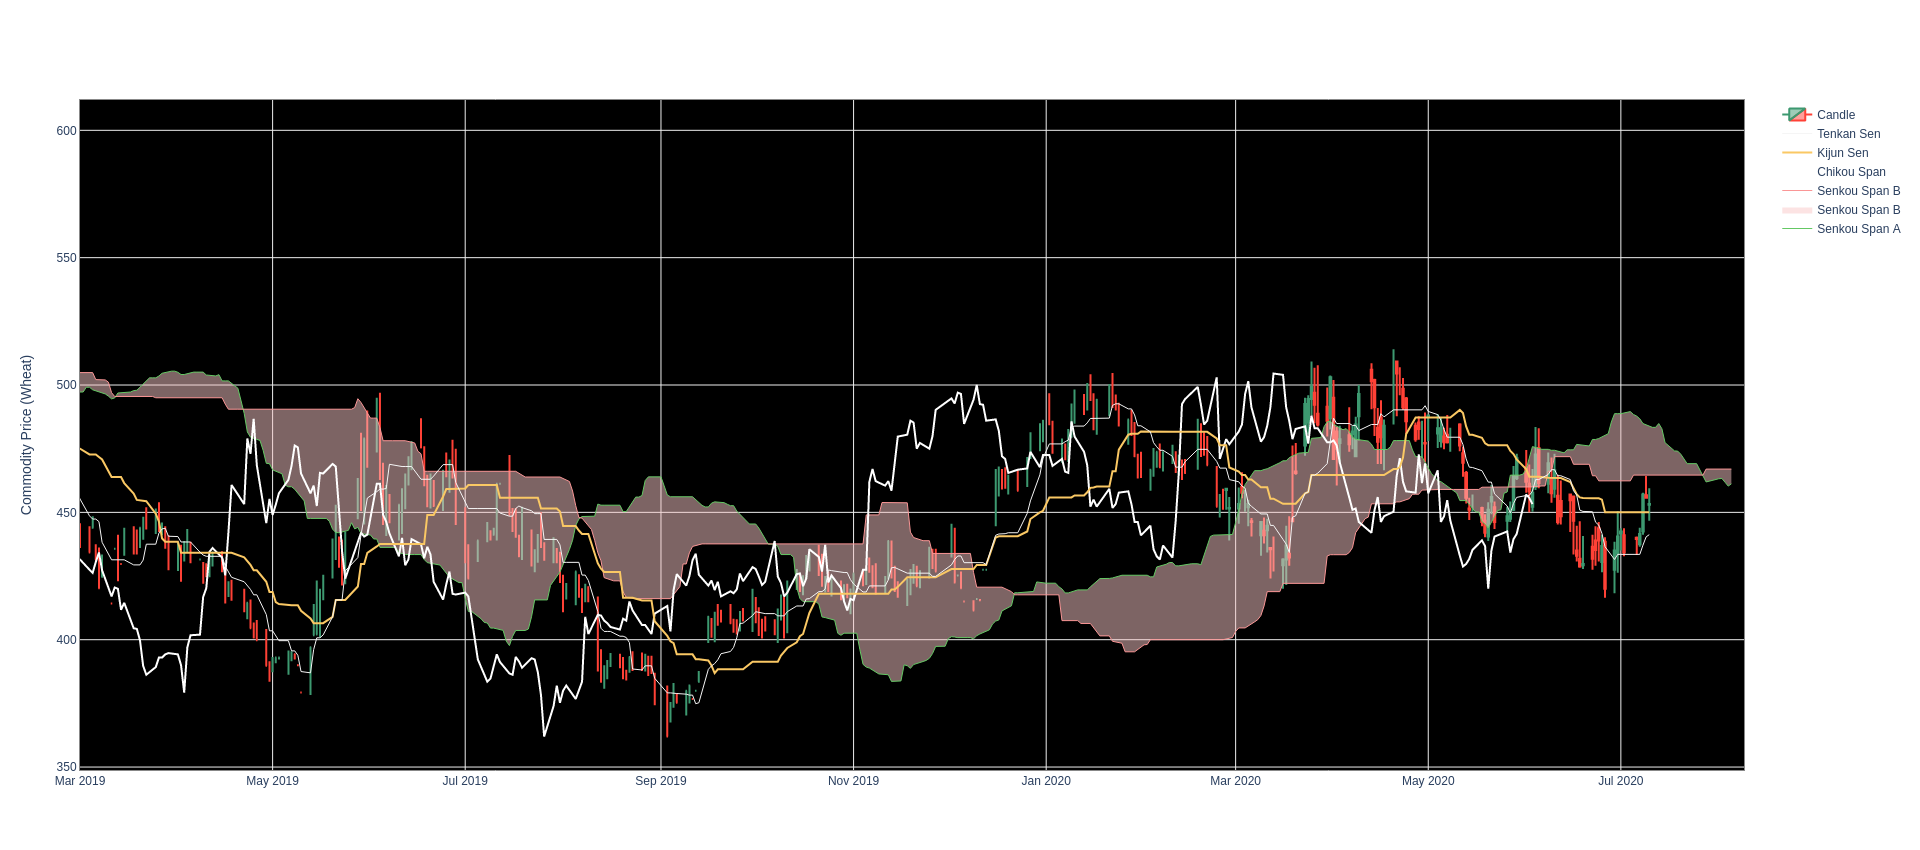 Commodity Price (Wheat)
600
550
500
450
400
350
Mar 2019
May 2019
Jul 2019
Sep 2019
Nov 2019
Jan 2020
Mar 2020
May 2020
Jul 2020
Candle
Tenkan Sen
Kijun Sen
Chikou Span
Senkou Span B
Senkou Span B
Senkou Span A